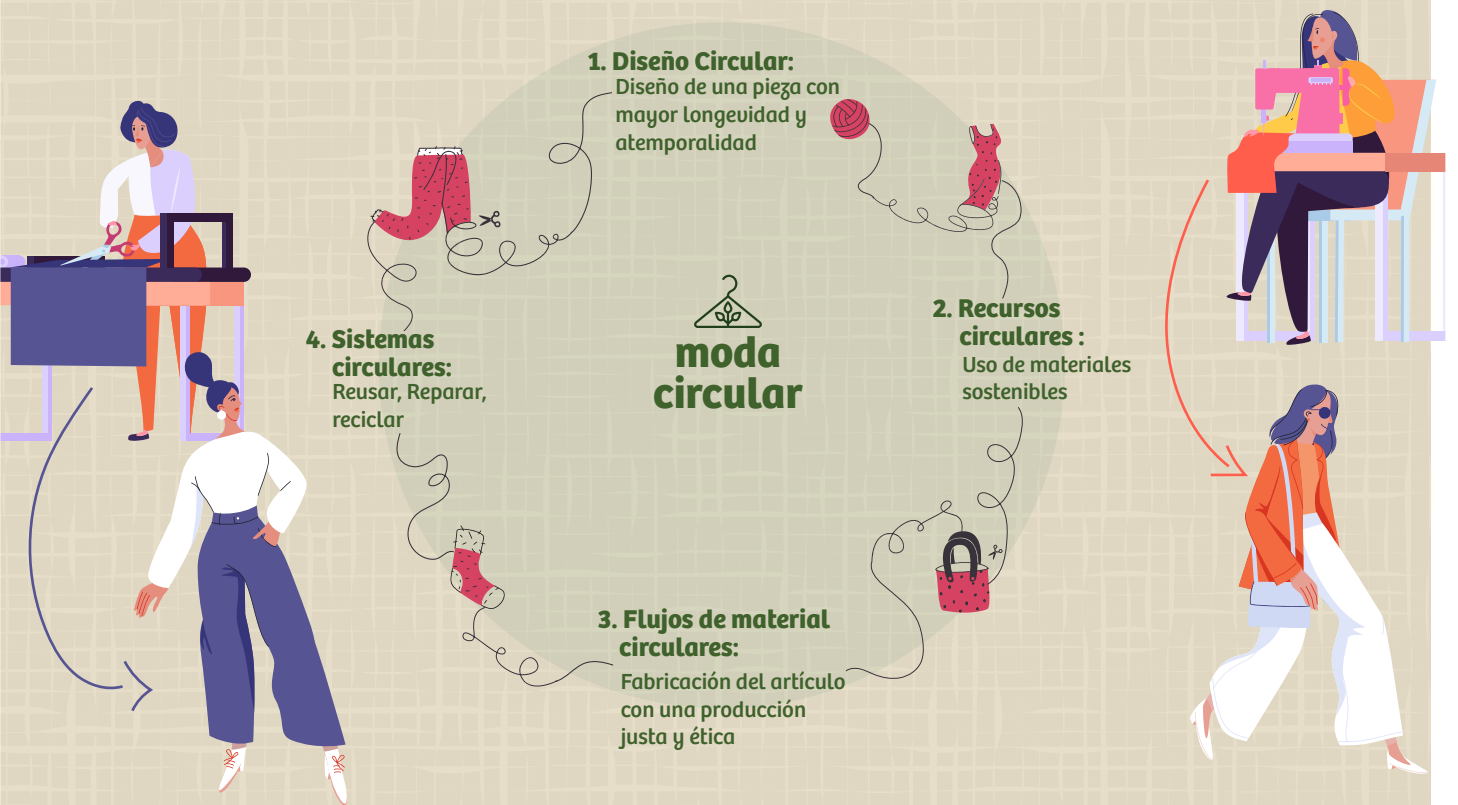 1. Diseño Circular:
Diseño de una pieza con
mayor longevidad y
atemporalidad
2. Recursos
circulares :
Uso de materiales
sostenibles
moda
circular
4. Sistemas
circulares:
Reusar, Reparar,
reciclar
3. Flujos de material
circulares:
Fabricación del artículo
con una producción
justa y ética